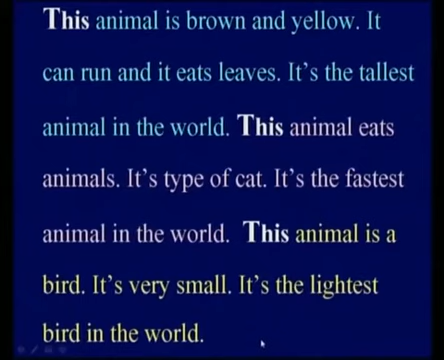 This animal is brown and yellow. It
can run and it eats leaves. It's the tallest
animal in the world. This animal eats
animals. It's type of cat. It's the fastest
animal in the world. This animal is a
bird. It's very small. It's the lightest
bird in the world.